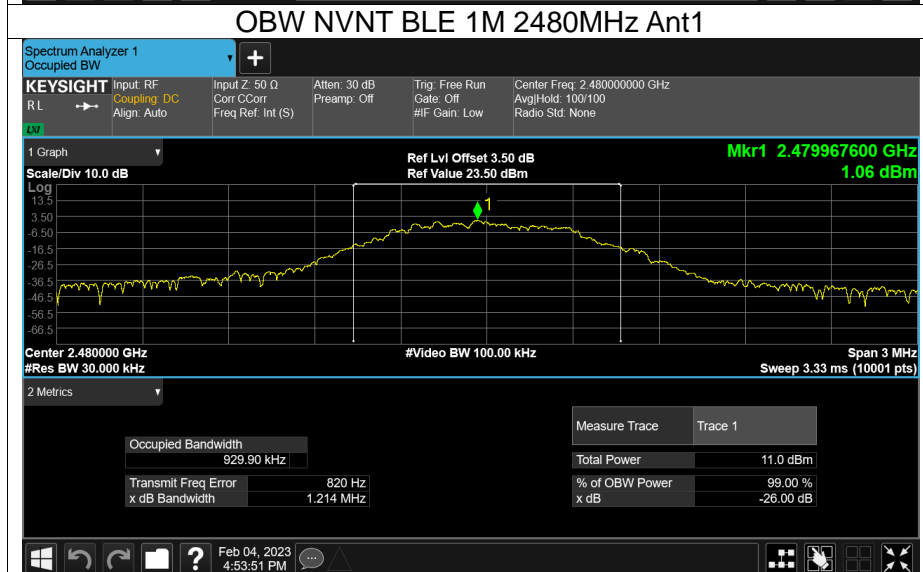 OBW NVNT BLE 1M 2480MHz Ant1
Spectrum Analyzer 1
Occupied BW
+
KEYSIGHT Input: RF Input Z: 50 Ω Atten: 30 dB Trig: Free Run Center Freq: 2.480000000 GHz
R L Coupling: DC Corr CCorr Preamp: Off Gate: Off Avg|Hold: 100/100
Align: Auto Freq Ref: Int (S) #IF Gain: Low Radio Std: None
LXI
1 Graph
Ref Lvl Offset 3.50 dB Mkr1 2.479967600 GHz
Scale/Div 10.0 dB Ref Value 23.50 dBm 1.06 dBm
Log
1
13.5
3.50
-6.50
-16.5
-26.5
-36.5
-46.5
-56.5
-66.5
Center 2.480000 GHz #Video BW 100.00 kHz Span 3 MHz
#Res BW 30.000 kHz Sweep 3.33 ms (10001 pts)
2 Metrics
Measure Trace Trace 1
Occupied Bandwidth
929.90 kHz Total Power 11.0 dBm
Transmit Freq Error 820 Hz % of OBW Power 99.00 %
x dB Bandwidth 1.214 MHz x dB -26.00 dB
? Feb 04, 2023
4:53:51 PM